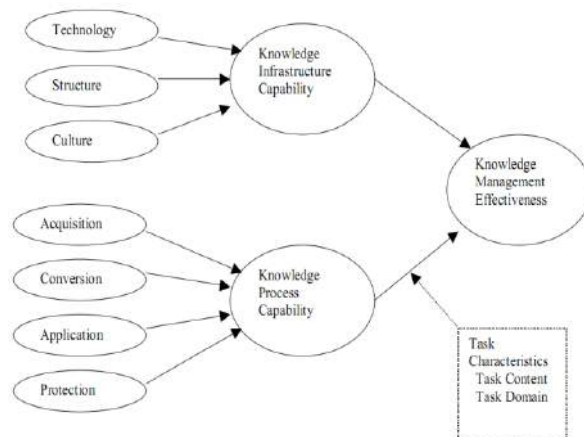 Technology
Structure
Culture
Knowledge
Infrastructure
Capability
Knowledge
Management
Effectiveness
Acquisition
Conversion
Application
Protection
Knowledge
Process
Capability
Task
Characteristics
Task Content
Task Domain